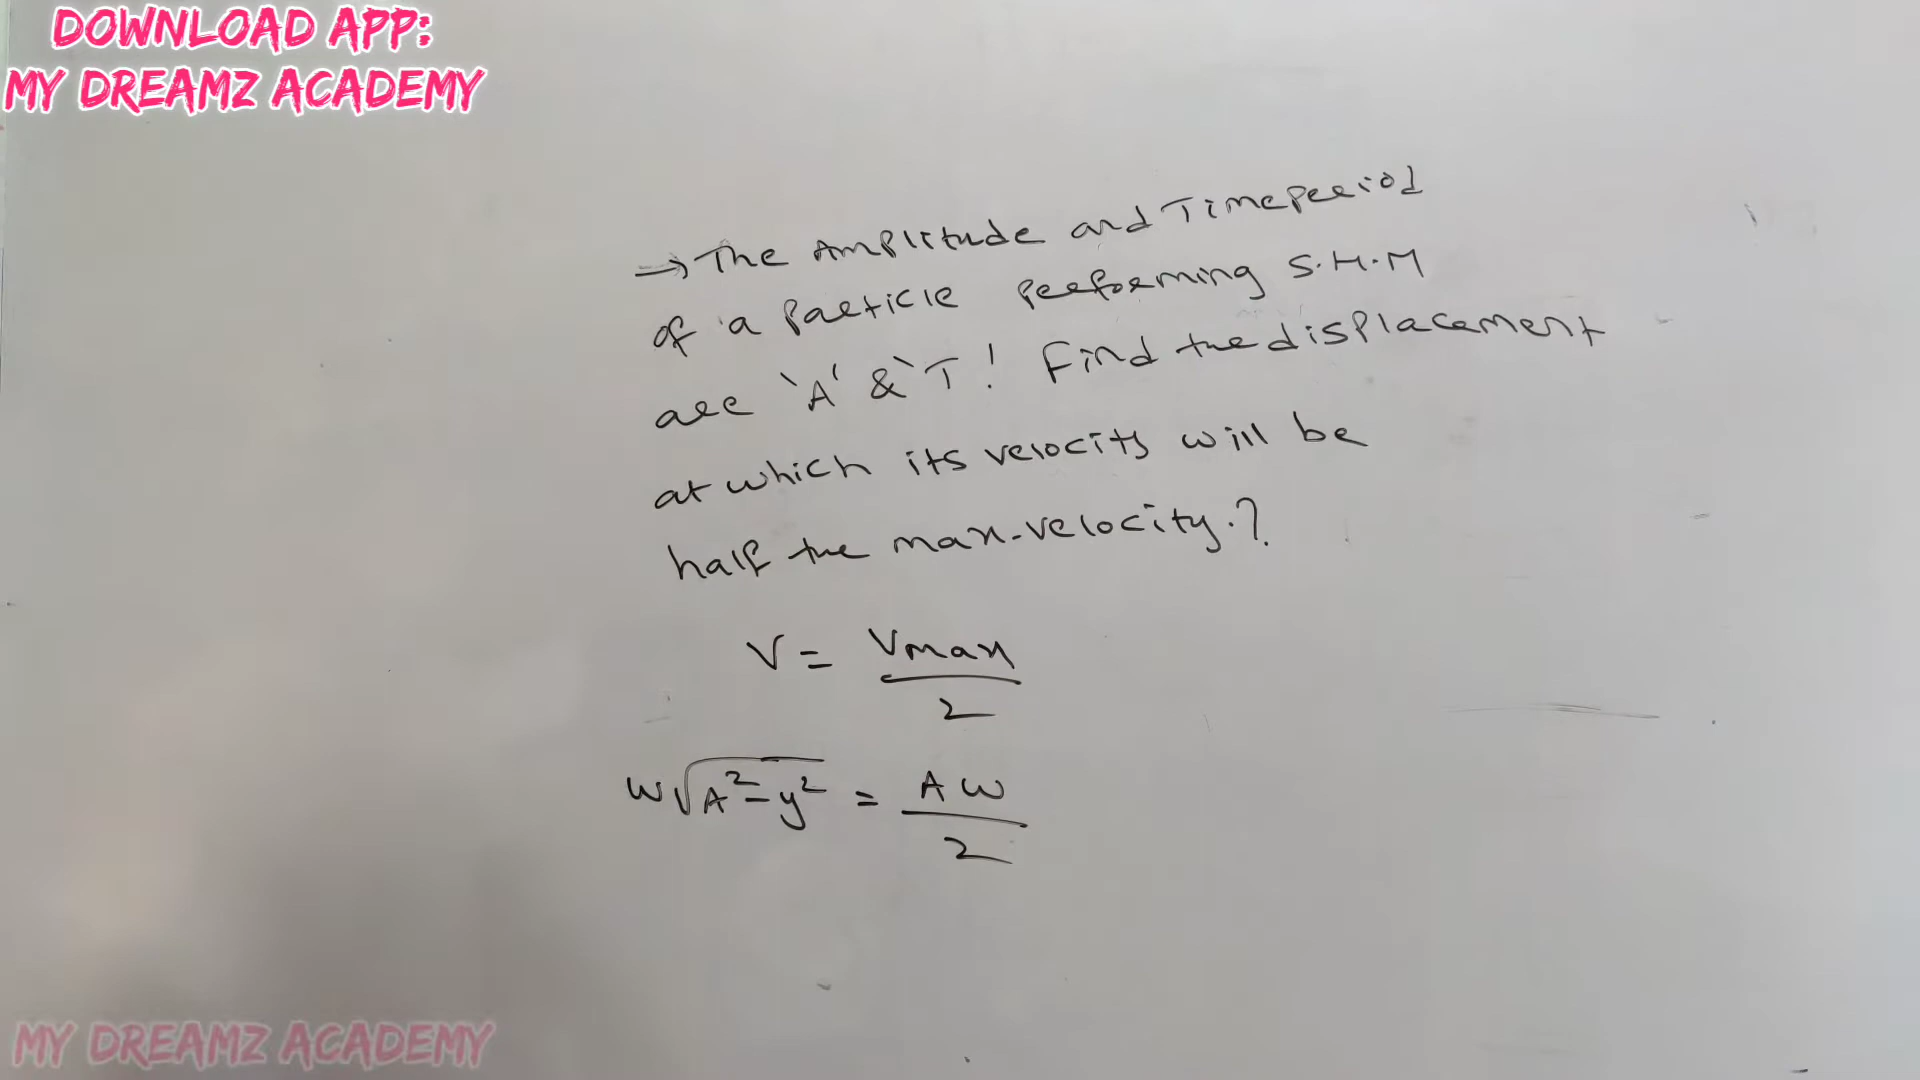 DOWNLOAD APP:
MY DREAMZ ACADEMY
→ The Amplitude and Timeperiod
of a particle performing S.H.M
are 'A' & 'T'! Find the displacement
at which its velocity will be
half the max-velocity.?
V = Vmax / 2
w√A²-y² = Aw / 2
MY DREAMZ ACADEMY